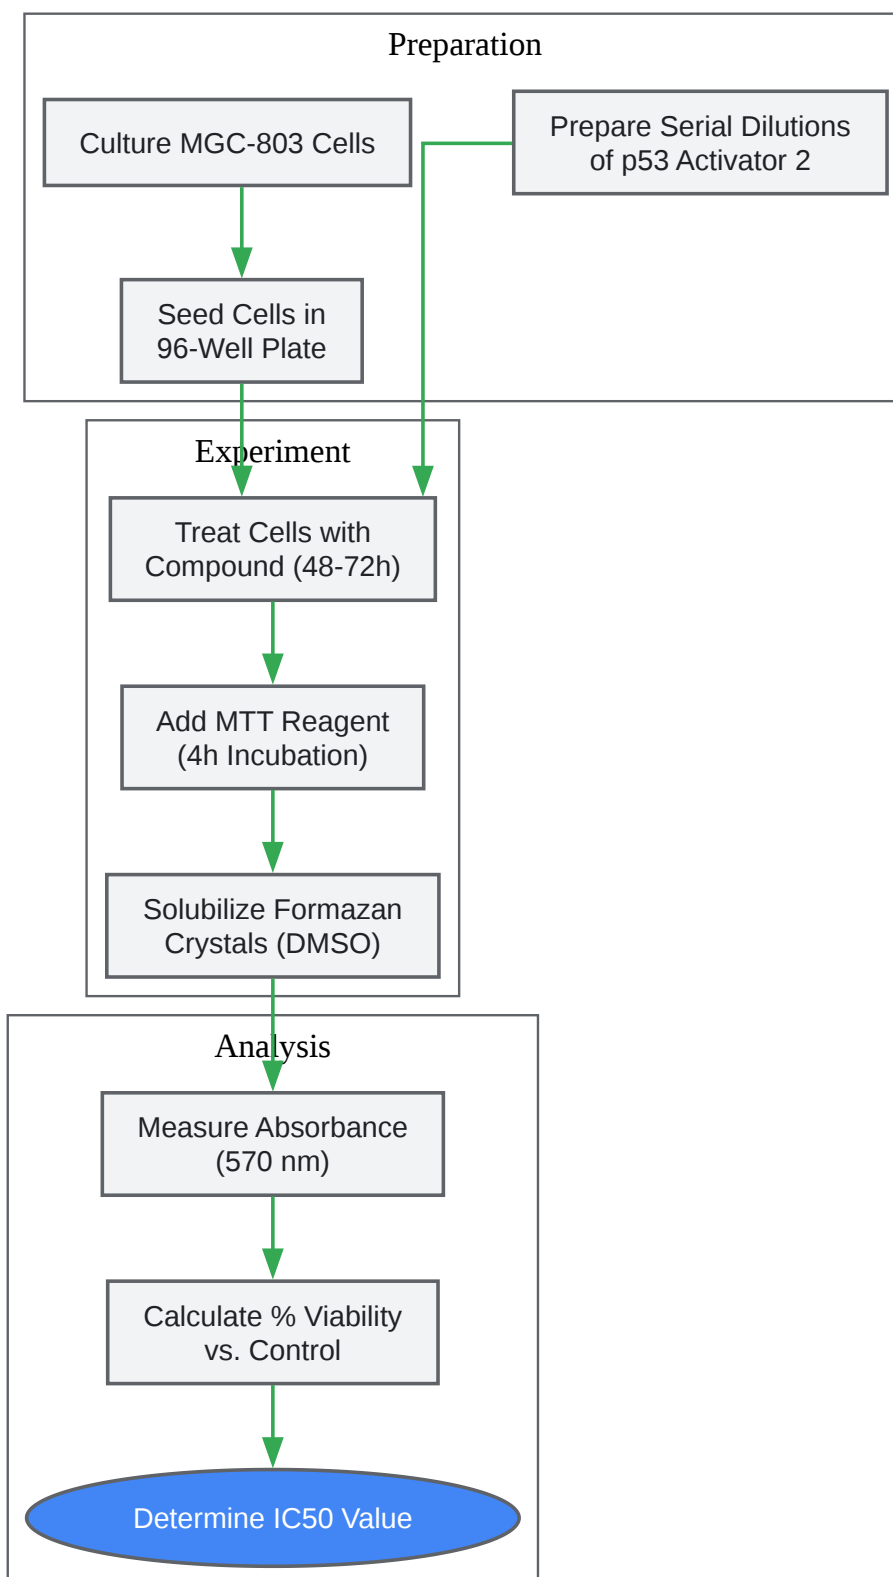 Preparation
Culture MGC-803 Cells
Prepare Serial Dilutions
of p53 Activator 2
Seed Cells in
96-Well Plate
Experiment
Treat Cells with
Compound (48-72h)
Add MTT Reagent
(4h Incubation)
Solubilize Formazan
Crystals (DMSO)
Analysis
Measure Absorbance
(570 nm)
Calculate % Viability
vs. Control
Determine IC50 Value